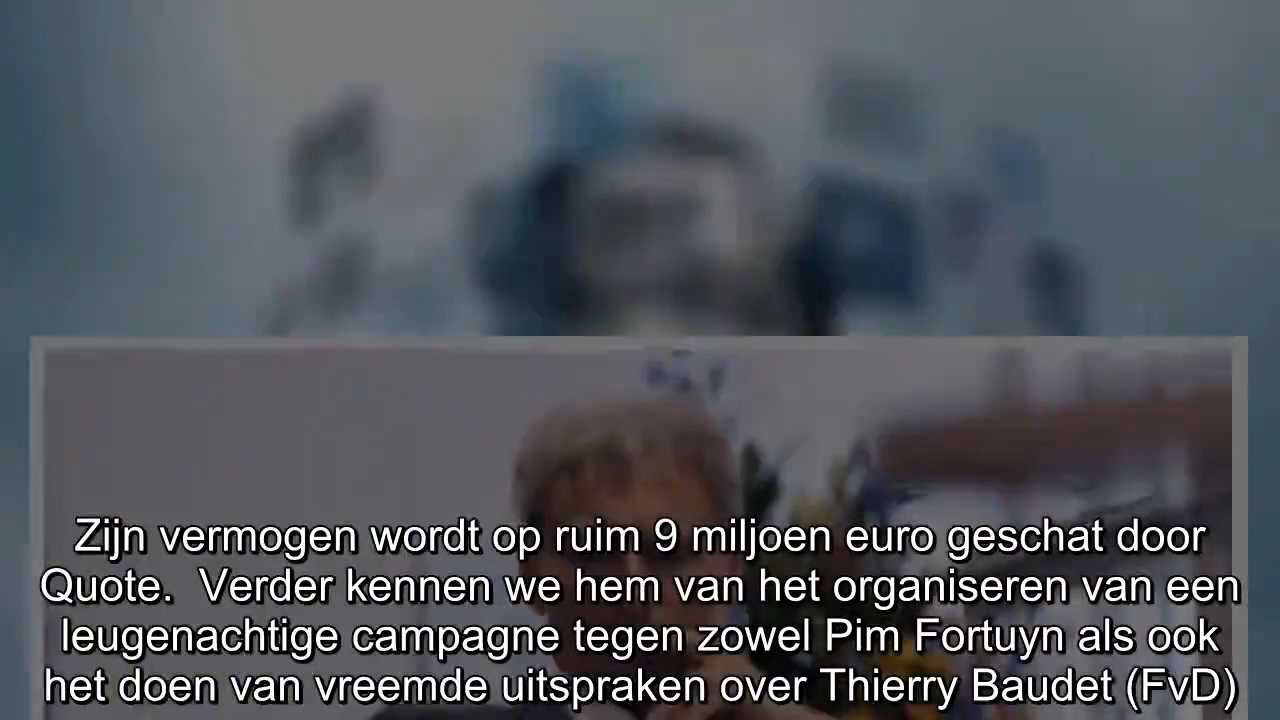 Zijn vermogen wordt op ruim 9 miljoen euro geschat door
Quote.  Verder kennen we hem van het organiseren van een
leugenachtige campagne tegen zowel Pim Fortuyn als ook
het doen van vreemde uitspraken over Thierry Baudet (FvD)